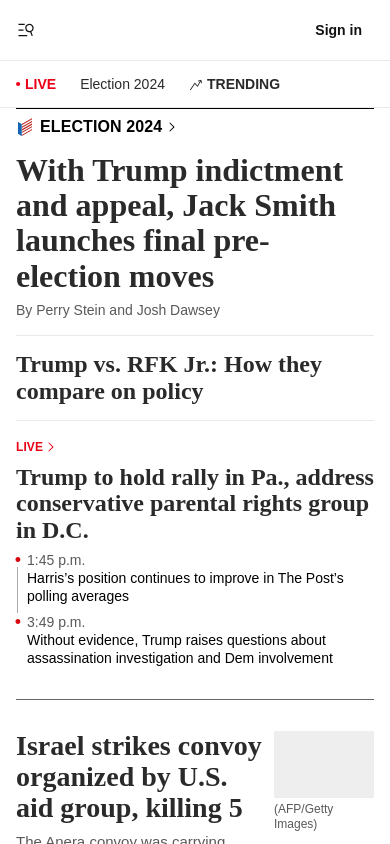 Sign in
LIVE
Election 2024
TRENDING
ELECTION 2024
With Trump indictment
and appeal, Jack Smith
launches final pre-
election moves
By Perry Stein and Josh Dawsey
Trump vs. RFK Jr.: How they
compare on policy
LIVE
Trump to hold rally in Pa., address
conservative parental rights group
in D.C.
1:45 p.m.
Harris’s position continues to improve in The Post’s
polling averages
3:49 p.m.
Without evidence, Trump raises questions about
assassination investigation and Dem involvement
Israel strikes convoy
organized by U.S.
aid group, killing 5
(AFP/Getty
Images)
The Anera convoy was carrying